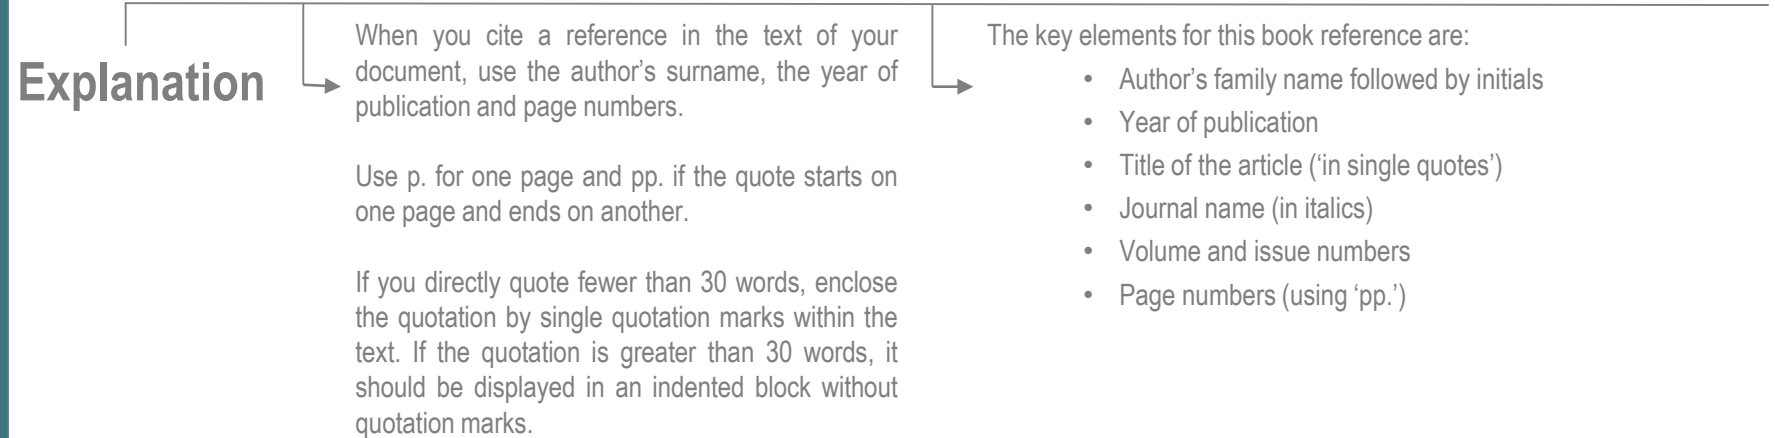 Explanation
When you cite a reference in the text of your
document, use the author’s surname, the year of
publication and page numbers.
Use p. for one page and pp. if the quote starts on
one page and ends on another.
If you directly quote fewer than 30 words, enclose
the quotation by single quotation marks within the
text. If the quotation is greater than 30 words, it
should be displayed in an indented block without
quotation marks.
The key elements for this book reference are:
• Author’s family name followed by initials
• Year of publication
• Title of the article (‘in single quotes’)
• Journal name (in italics)
• Volume and issue numbers
• Page numbers (using ‘pp.’)